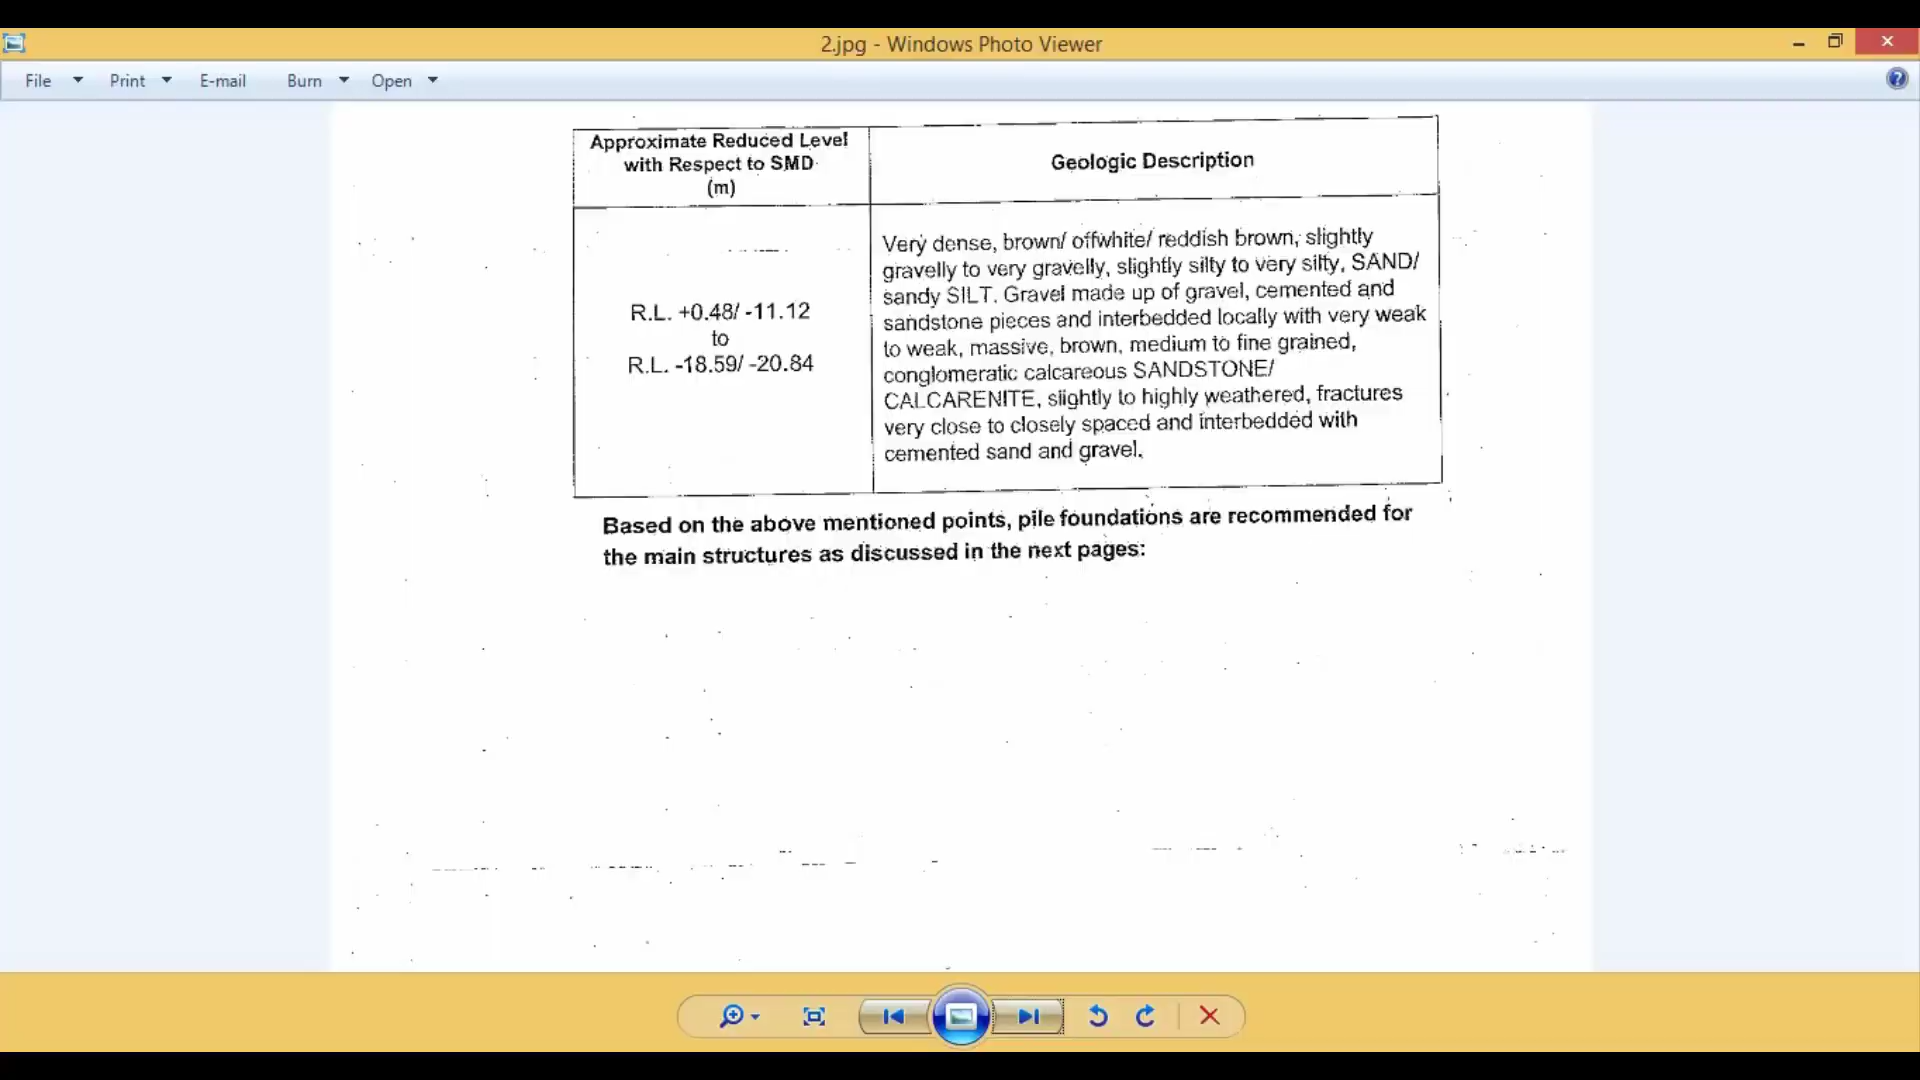 2.jpg - Windows Photo Viewer
File Print E-mail Burn Open
Approximate Reduced Level
with Respect to SMD
(m)
Geologic Description
R.L. +0.48/ -11.12
to
R.L. -18.59/ -20.84
Very dense, brown/ offwhite/ reddish brown, slightly
gravelly to very gravelly, slightly silty to very silty, SAND/
sandy SILT. Gravel made up of gravel, cemented and
sandstone pieces and interbedded locally with very weak
to weak, massive, brown, medium to fine grained,
conglomeratic calcareous SANDSTONE/
CALCARENITE, slightly to highly weathered, fractures
very close to closely spaced and interbedded with
cemented sand and gravel.
Based on the above mentioned points, pile foundations are recommended for
the main structures as discussed in the next pages: